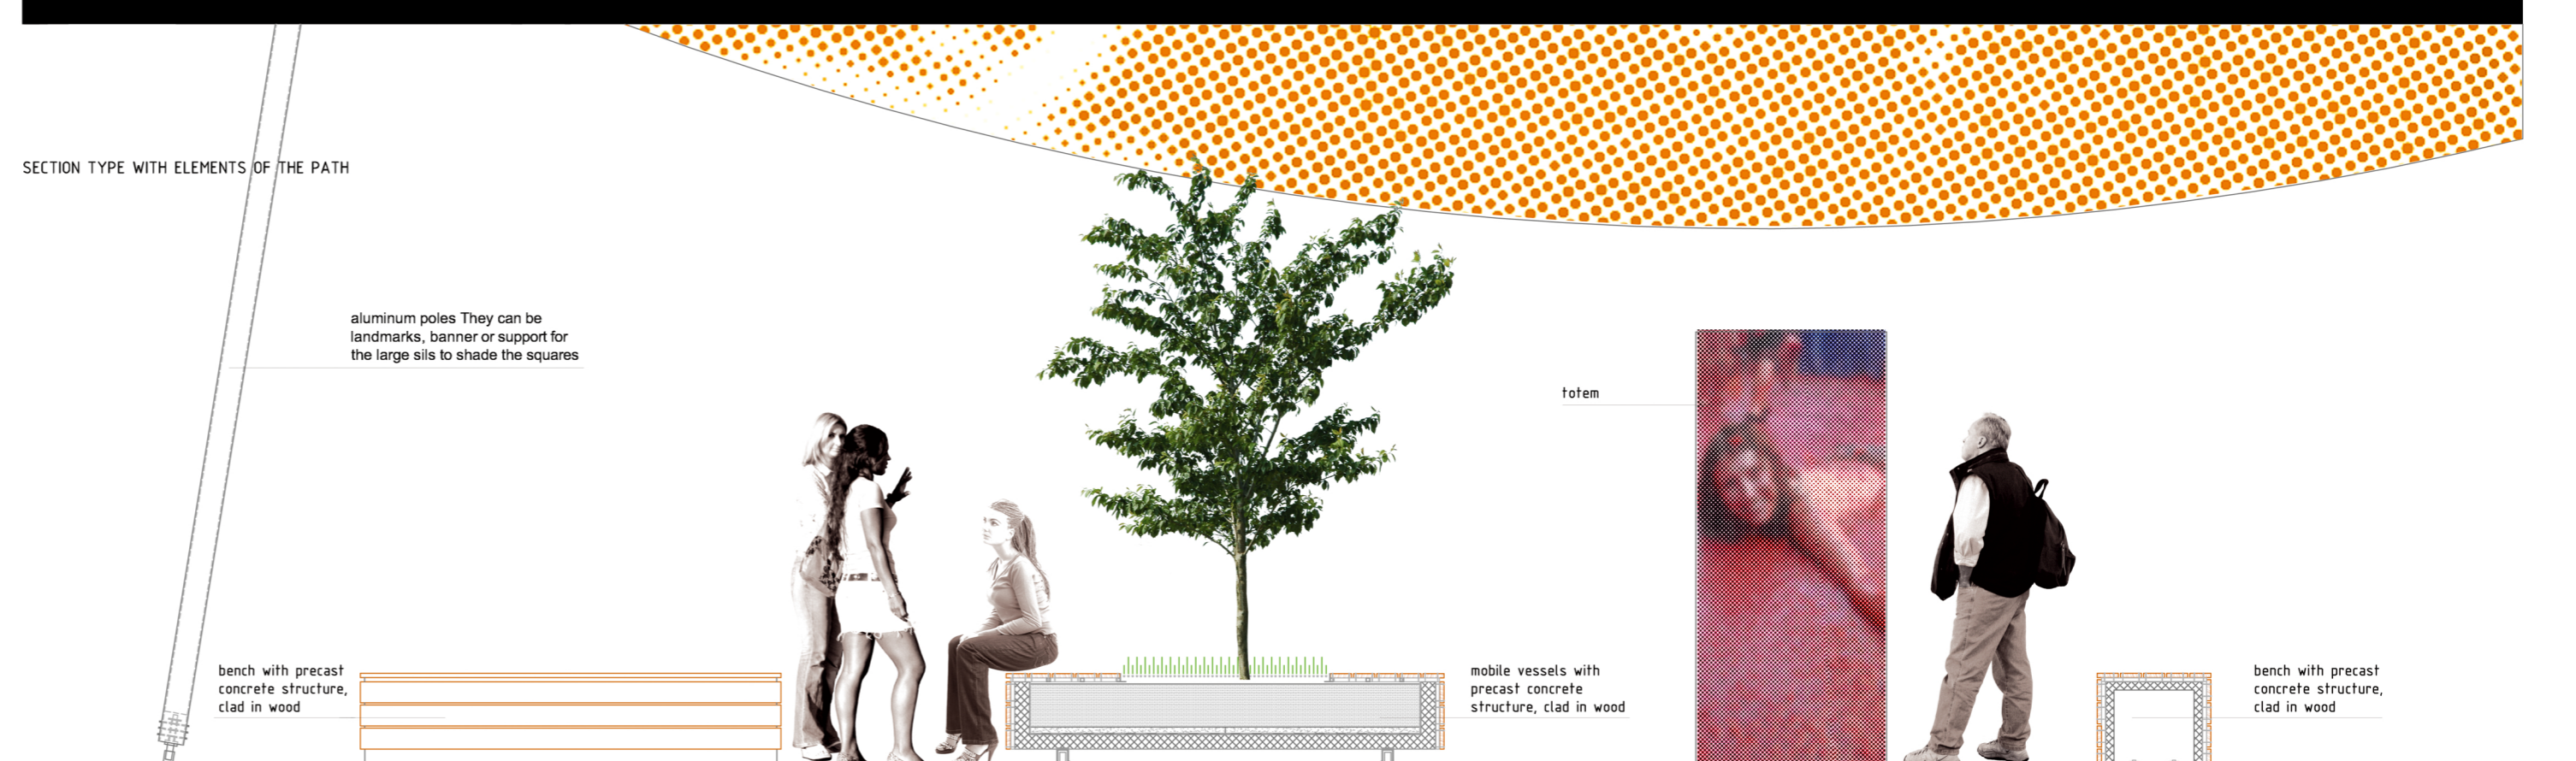 SECTION TYPE WITH ELEMENTS OF THE PATH
aluminum poles They can be
landmarks, banner or support for
the large sils to shade the squares
totem
bench with precast
concrete structure,
clad in wood
mobile vessels with
precast concrete
structure, clad in wood
bench with precast
concrete structure,
clad in wood